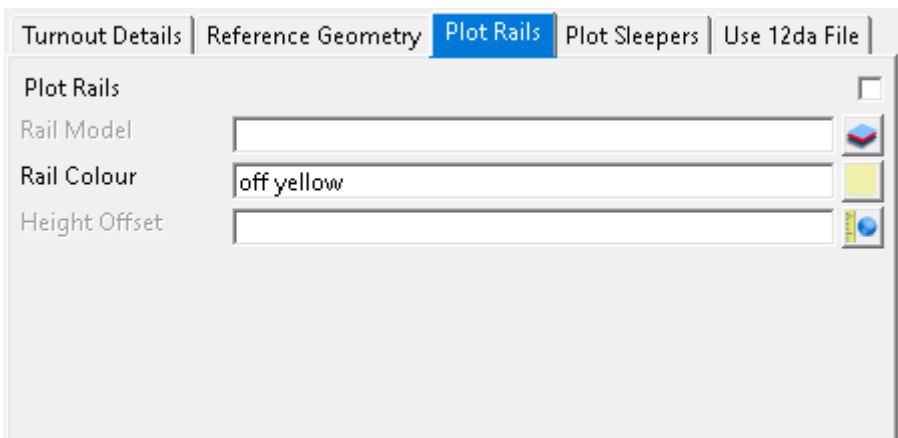 Turnout Details Reference Geometry Plot Rails Plot Sleepers Use 12da File
Plot Rails
Rail Model
Rail Colour off yellow
Height Offset